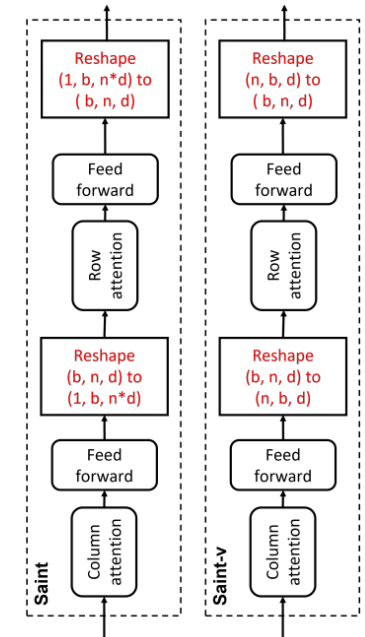 Reshape
(1, b, n*d) to
( b, n, d)
Feed
forward
Row
attention
Reshape
(b, n, d) to
(1, b, n*d)
Feed
forward
Column
attention
Saint
Reshape
(n, b, d) to
( b, n, d)
Feed
forward
Row
attention
Reshape
(b, n, d) to
(n, b, d)
Feed
forward
Column
attention
Saint-v